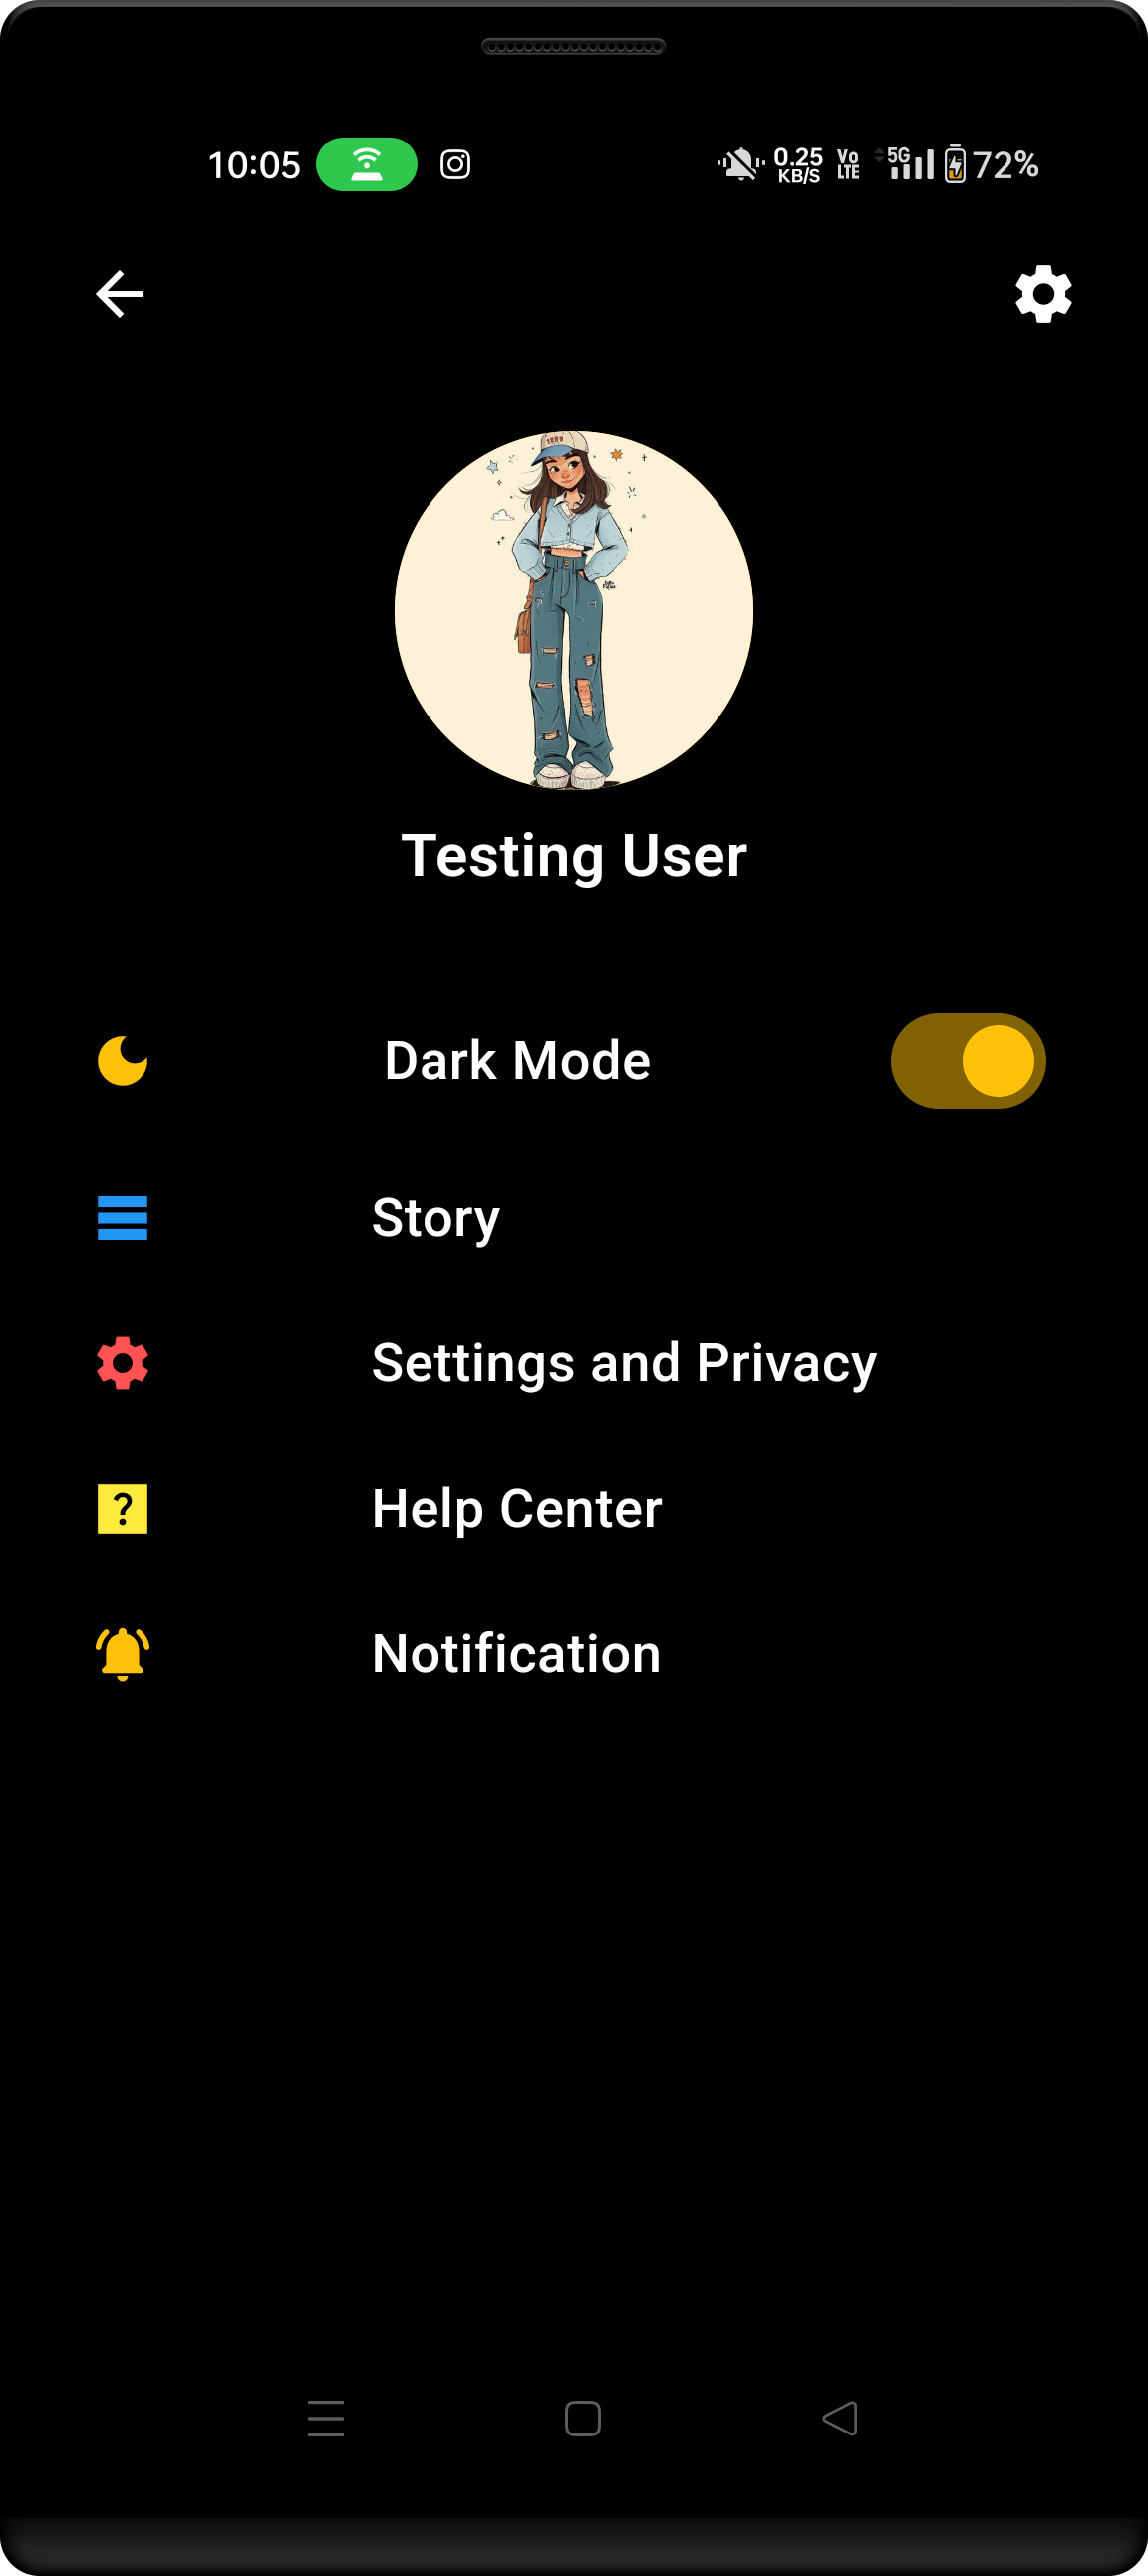 10:05
0.25 KB/S Vo LTE 5G 72%
Testing User
Dark Mode
Story
Settings and Privacy
? Help Center
Notification